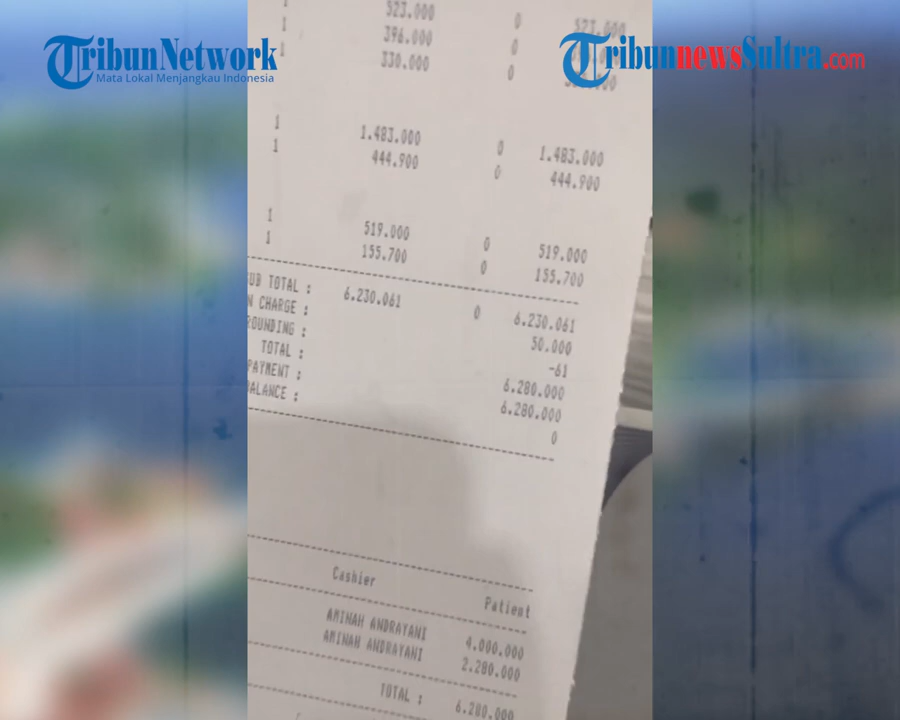 TribunNetwork
Mata Lokal Menjangkau Indonesia
TribunnewsSultra.com
1 523.000 0 523.000
1 396.000 0
1 330.000 0
1 1.483.000 0 1.483.000
1 444.900 0 444.900
1 519.000 0 519.000
1 155.700 0 155.700
UB TOTAL : 6.230.061 0 6.230.061
N CHARGE : 50.000
ROUNDING : -61
TOTAL : 6.280.000
PAYMENT : 6.280.000
BALANCE : 0
Cashier Patient
AMINAH ANDRAYANI 4.000.000
AMINAH ANDRAYANI 2.280.000
TOTAL : 6.280.000